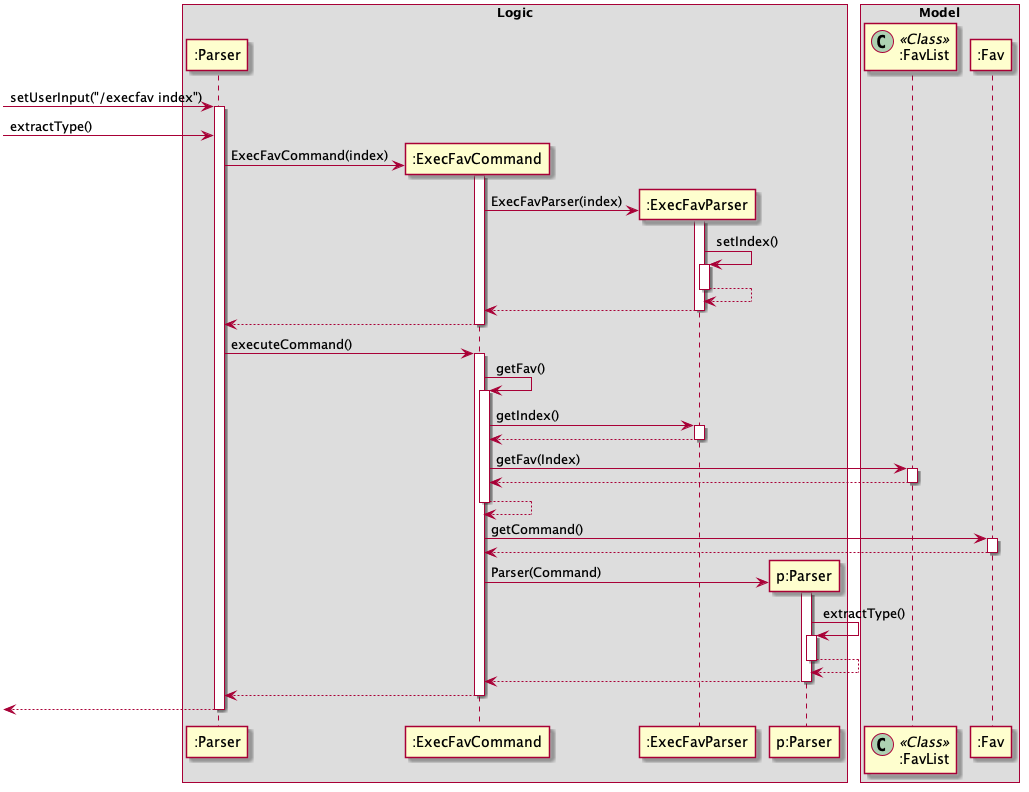 Logic
Model
:Parser
C «Class»
:FavList
:Fav
setUserInput("/execfav index")
extractType()
ExecFavCommand(index)
:ExecFavCommand
ExecFavParser(index)
:ExecFavParser
setIndex()
executeCommand()
getFav()
getIndex()
getFav(Index)
getCommand()
Parser(Command)
p:Parser
extractType()
:Parser
:ExecFavCommand
:ExecFavParser
p:Parser
C «Class»
:FavList
:Fav